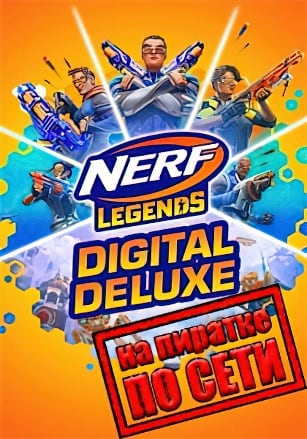 NERF
LEGENDS
DIGITAL
DELUXE
на пиратке
ПО СЕТИ